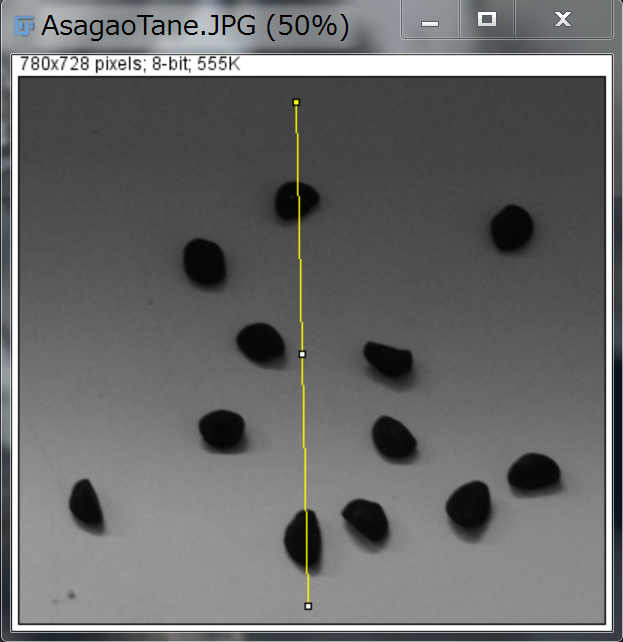 AsagaoTane.JPG (50%)
780x728 pixels; 8-bit; 555K